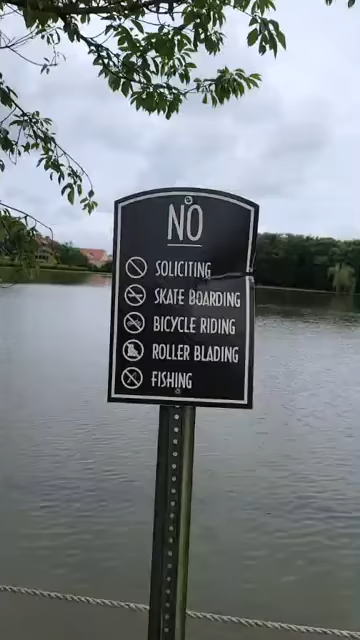 NO
SOLICITING
SKATE BOARDING
BICYCLE RIDING
ROLLER BLADING
FISHING